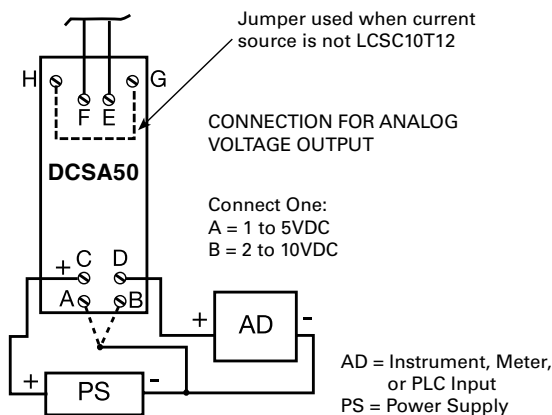 Jumper used when current
source is not LCSC10T12
H G
F E
CONNECTION FOR ANALOG
VOLTAGE OUTPUT
DCSA50
Connect One:
A = 1 to 5VDC
B = 2 to 10VDC
+ C D
A B
+ AD -
+ PS -
AD = Instrument, Meter,
or PLC Input
PS = Power Supply